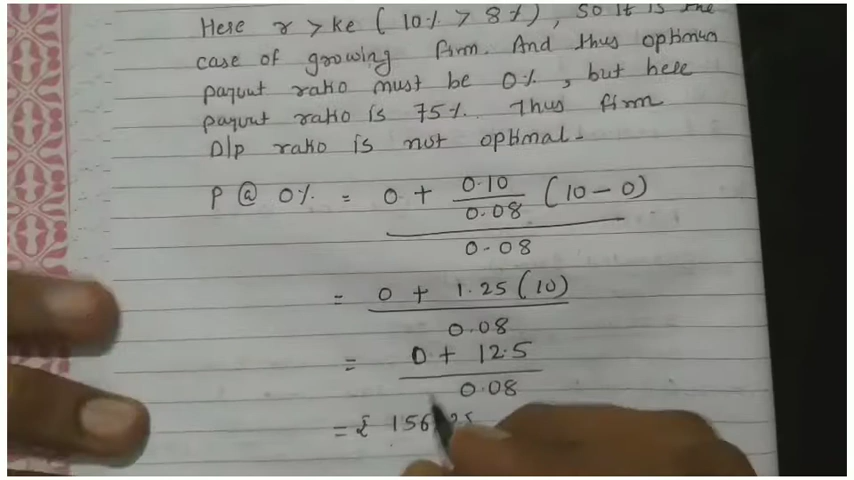 Here r > ke ( 10% > 8% ), so it is the
case of growing firm. And thus optimum
payout ratio must be 0%, but here
payout ratio is 75%. Thus firm
D/p ratio is not optimal.
P @ 0% = 0 + 0.10/0.08 (10 - 0)
0.08
= 0 + 1.25 (10)
0.08
= 0 + 12.5
0.08
= ₹ 156.25